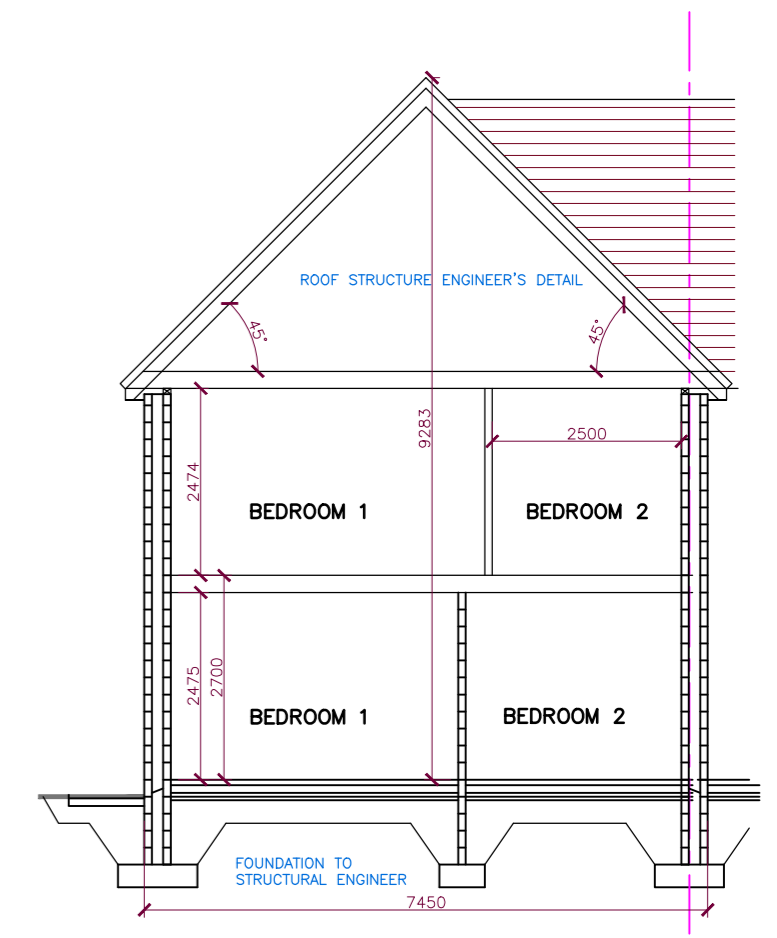 ROOF STRUCTURE ENGINEER'S DETAIL
45°
45°
9283
2500
2474
BEDROOM 1
BEDROOM 2
2475
2700
BEDROOM 1
BEDROOM 2
FOUNDATION TO
STRUCTURAL ENGINEER
7450